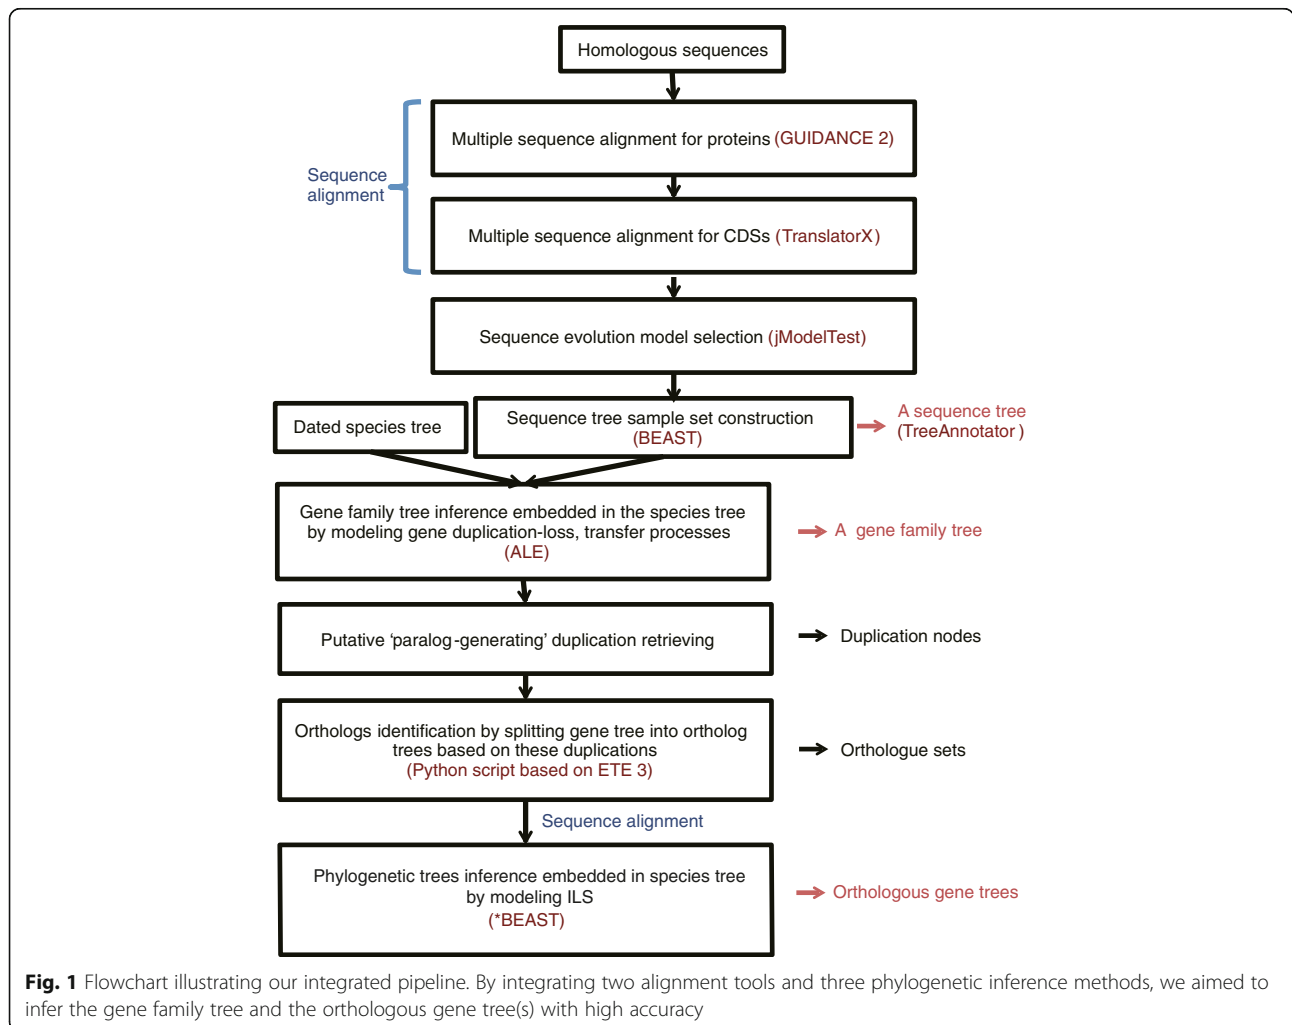 Homologous sequences
Multiple sequence alignment for proteins (GUIDANCE 2)
Sequence
alignment
Multiple sequence alignment for CDSs (TranslatorX)
Sequence evolution model selection (jModelTest)
Dated species tree
Sequence tree sample set construction
(BEAST)
A sequence tree
(TreeAnnotator )
Gene family tree inference embedded in the species tree
by modeling gene duplication-loss, transfer processes
(ALE)
A gene family tree
Putative ‘paralog-generating’ duplication retrieving
Duplication nodes
Orthologs identification by splitting gene tree into ortholog
trees based on these duplications
(Python script based on ETE 3)
Orthologue sets
Sequence alignment
Phylogenetic trees inference embedded in species tree
by modeling ILS
(*BEAST)
Orthologous gene trees
Fig. 1 Flowchart illustrating our integrated pipeline. By integrating two alignment tools and three phylogenetic inference methods, we aimed to
infer the gene family tree and the orthologous gene tree(s) with high accuracy